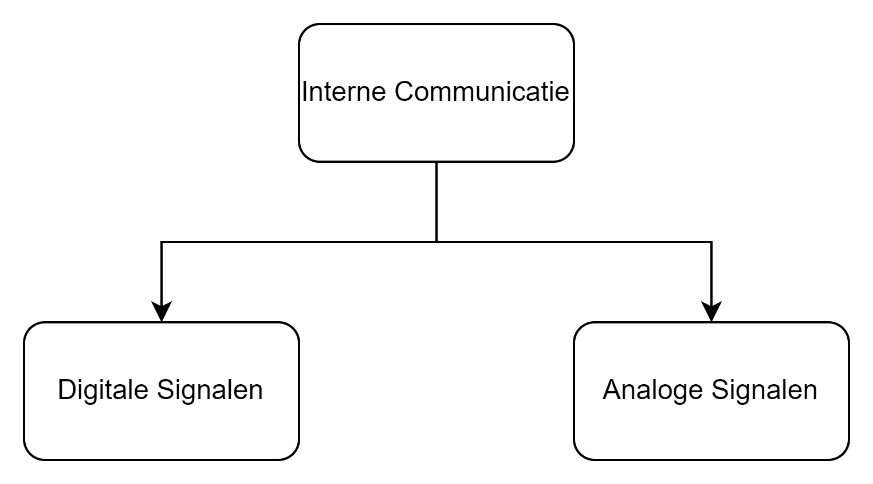 Interne Communicatie
Digitale Signalen
Analoge Signalen